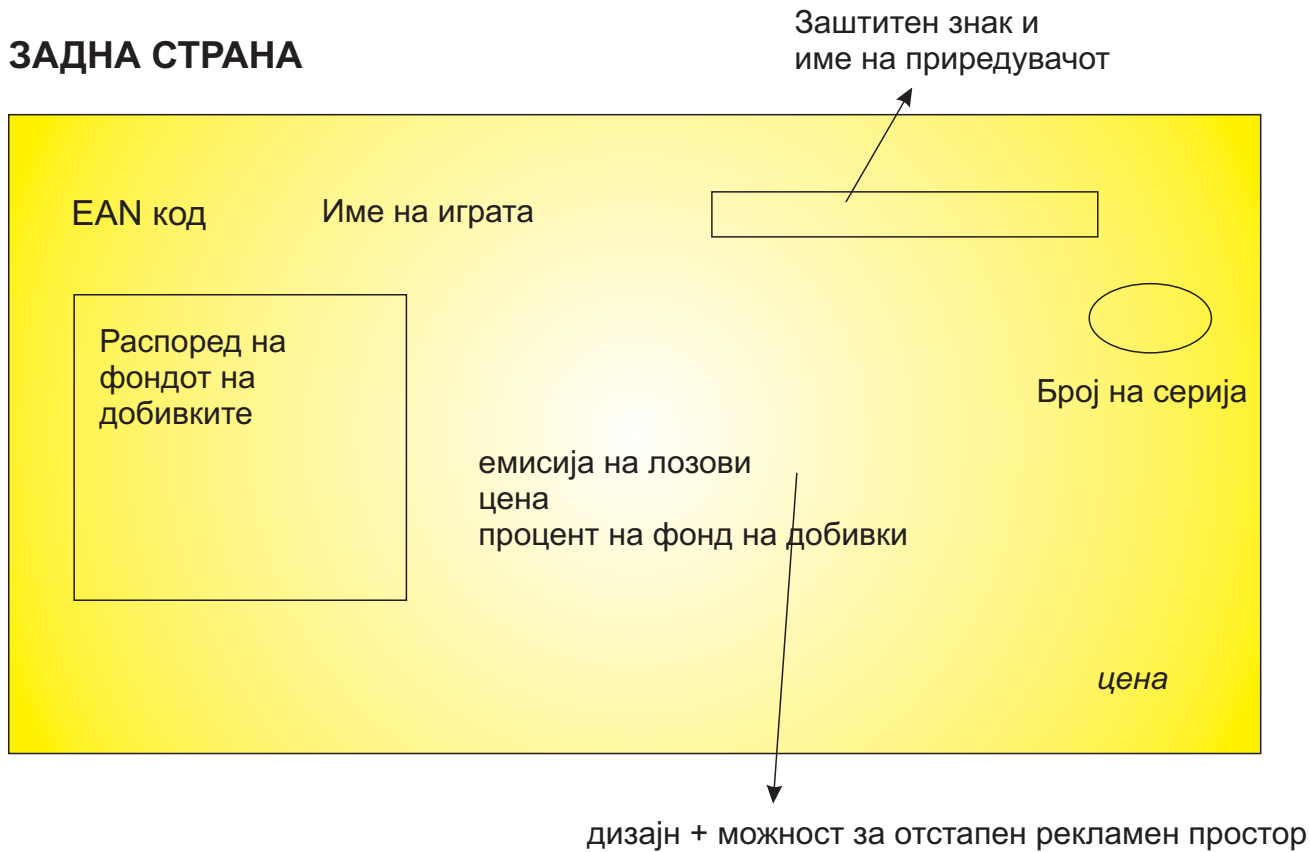 Заштитен знак и
име на приредувачот
ЗАДНА СТРАНА
EAN код
Име на играта
Распоред на
фондот на
добивките
Број на серија
емисија на лозови
цена
процент на фонд на добивки
цена
дизајн + можност за отстапен рекламен простор